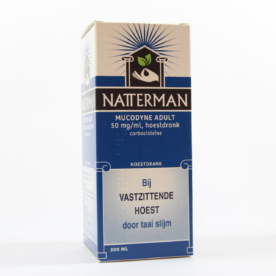 NATTERMAN
MUCODYNE ADULT
50 mg/ml, hoestdrank
carbocisteïne
HOESTDRANK
Bij
VASTZITTENDE
HOEST
door taai slijm
200 ML